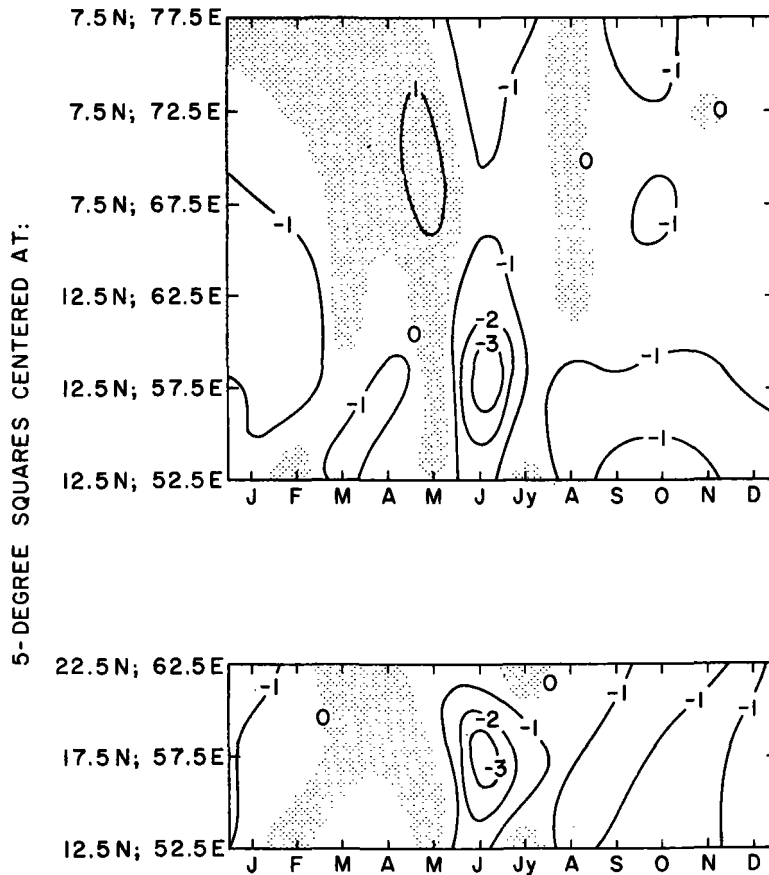 5-DEGREE SQUARES CENTERED AT:
7.5N; 77.5E
-1
-1
1
7.5N; 72.5E
0
0
7.5N; 67.5E
-1
-1
-1
12.5N; 62.5E
-2
0
-3
-1
12.5N; 57.5E
-1
-1
12.5N; 52.5E
J F M A M J Jy A S O N D
22.5N; 62.5E
-1
0
-1
-1
-1
0
-2
-1
17.5N; 57.5E
-3
12.5N; 52.5E
J F M A M J Jy A S O N D